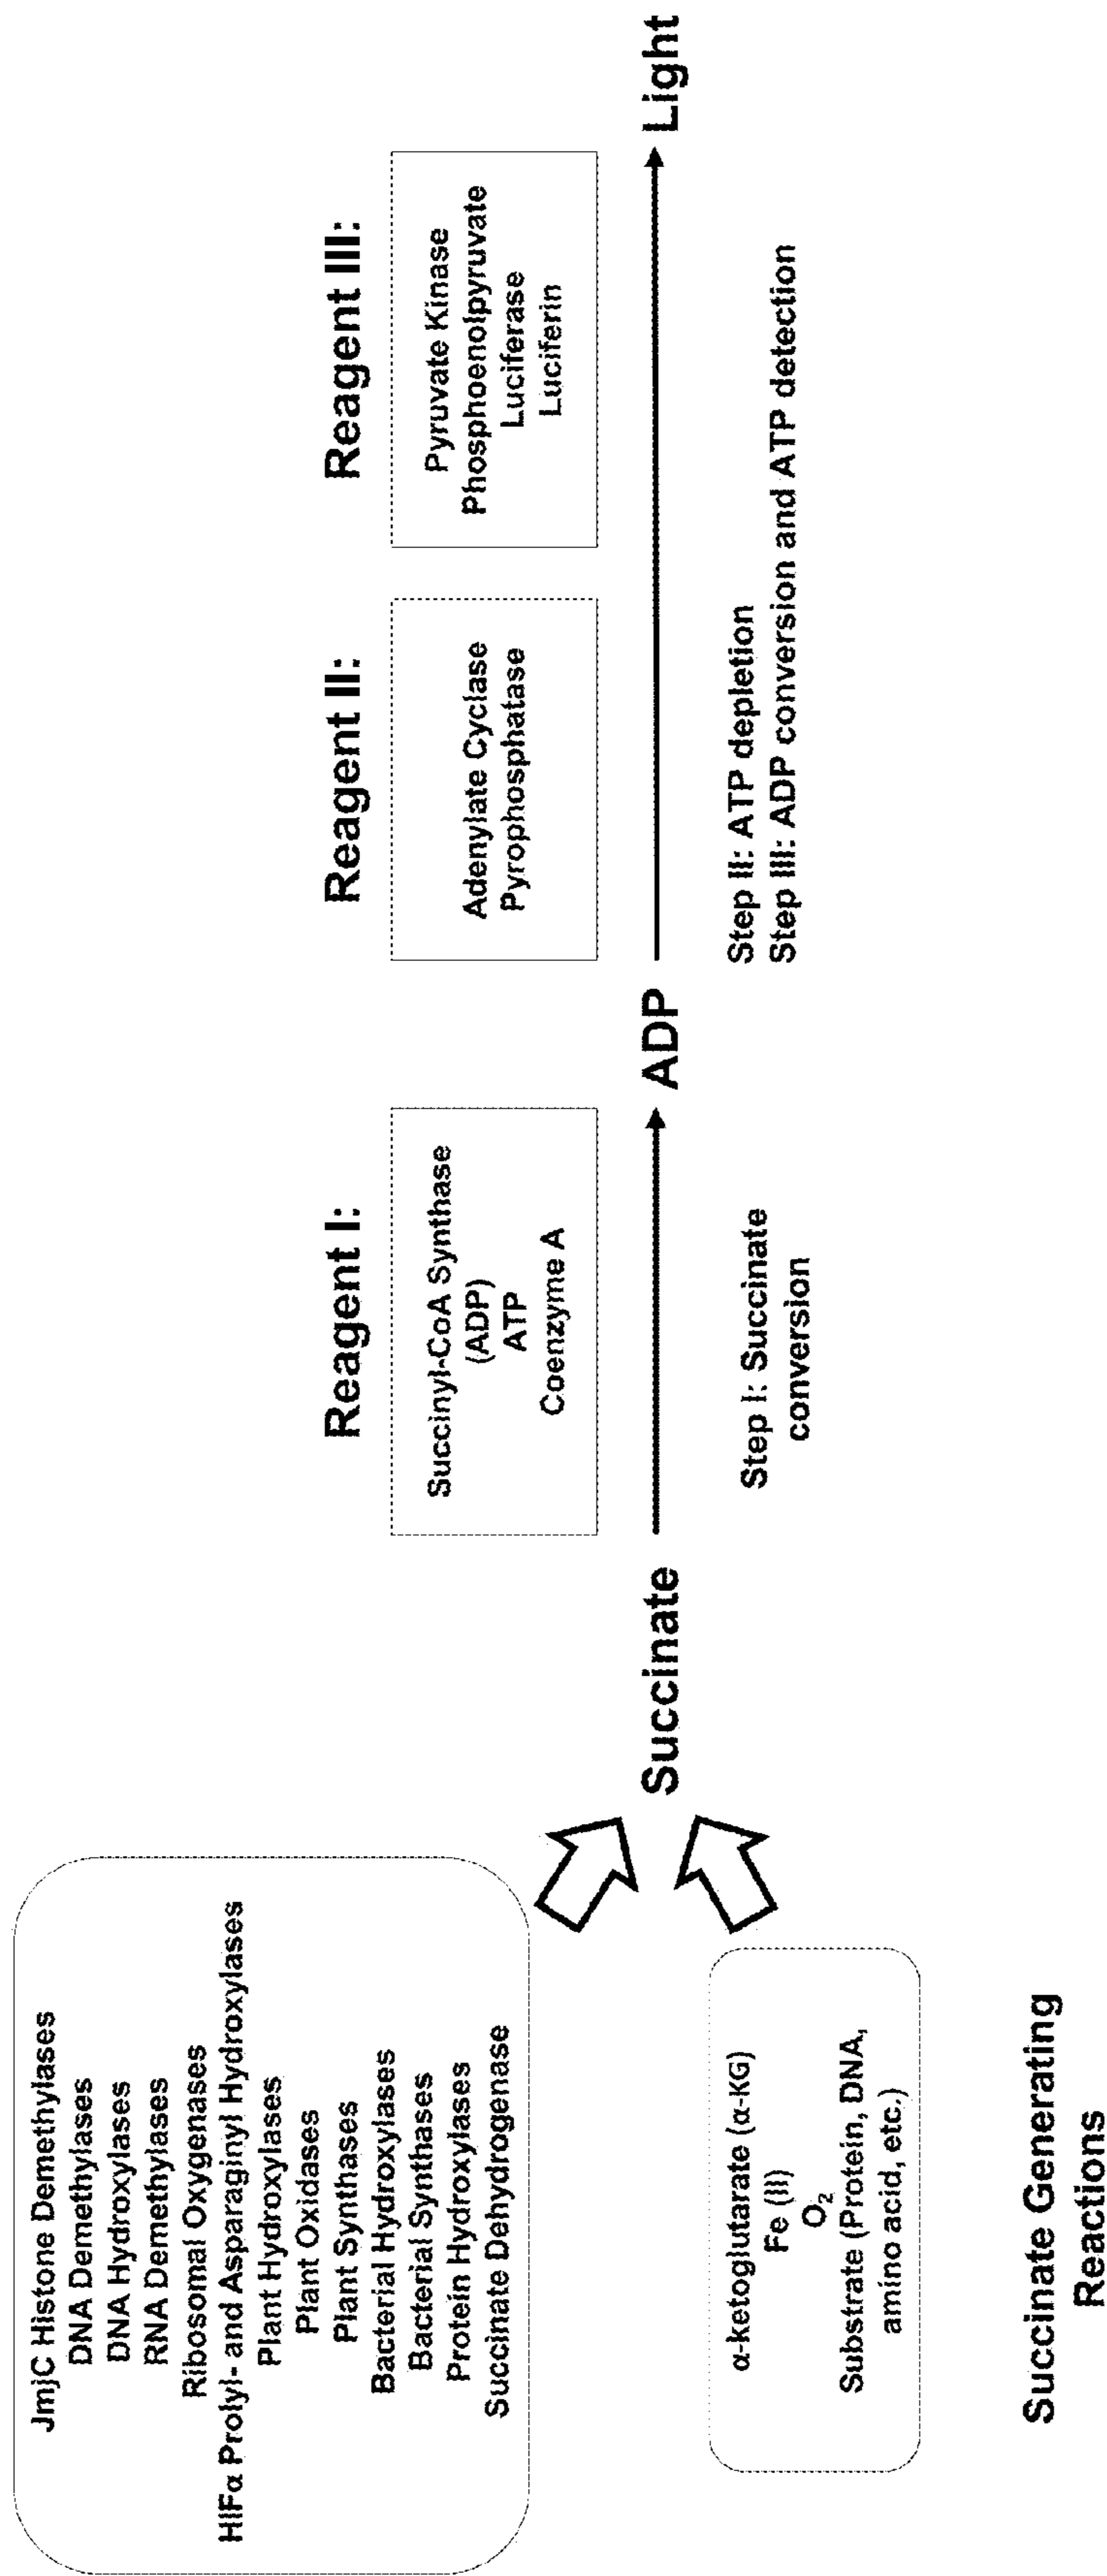 JmjC Histone Demethylases
DNA Demethylases
DNA Hydroxylases
RNA Demethylases
Ribosomal Oxygenases
HIFα Prolyl- and Asparaginyl Hydroxylases
Plant Hydroxylases
Plant Oxidases
Plant Synthases
Bacterial Hydroxylases
Bacterial Synthases
Protein Hydroxylases
Succinate Dehydrogenase
α-ketoglutarate (α-KG)
Fe (II)
O₂
Substrate (Protein, DNA,
amino acid, etc.)
Succinate Generating
Reactions
Succinate
Reagent I:
Succinyl-CoA Synthase
(ADP)
ATP
Coenzyme A
Step I: Succinate
conversion
ADP
Reagent II:
Adenylate Cyclase
Pyrophosphatase
Reagent III:
Pyruvate Kinase
Phosphoenolpyruvate
Luciferase
Luciferin
Step II: ATP depletion
Step III: ADP conversion and ATP detection
Light